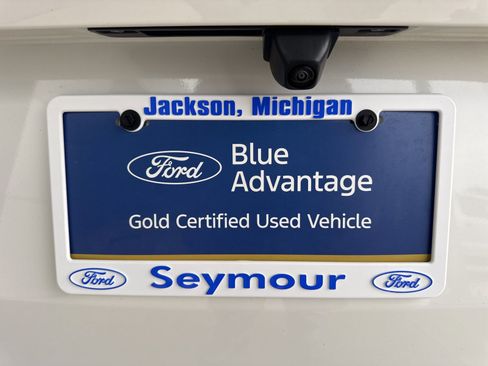 Jackson, Michigan
Ford Blue
Advantage
Gold Certified Used Vehicle
Ford Seymour Ford